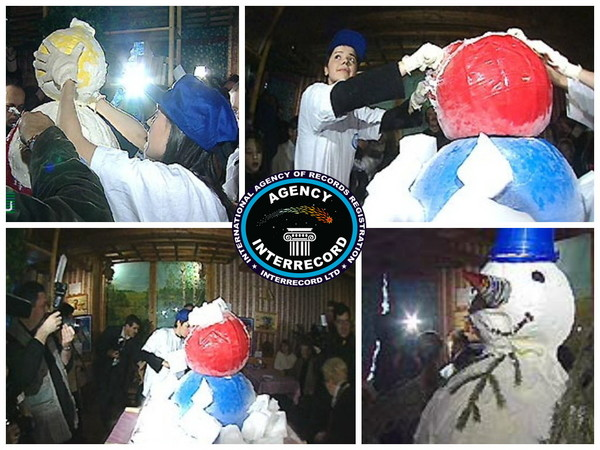 INTERNATIONAL AGENCY OF RECORDS REGISTRATION
AGENCY
INTERRECORD
INTERRECORD LTD